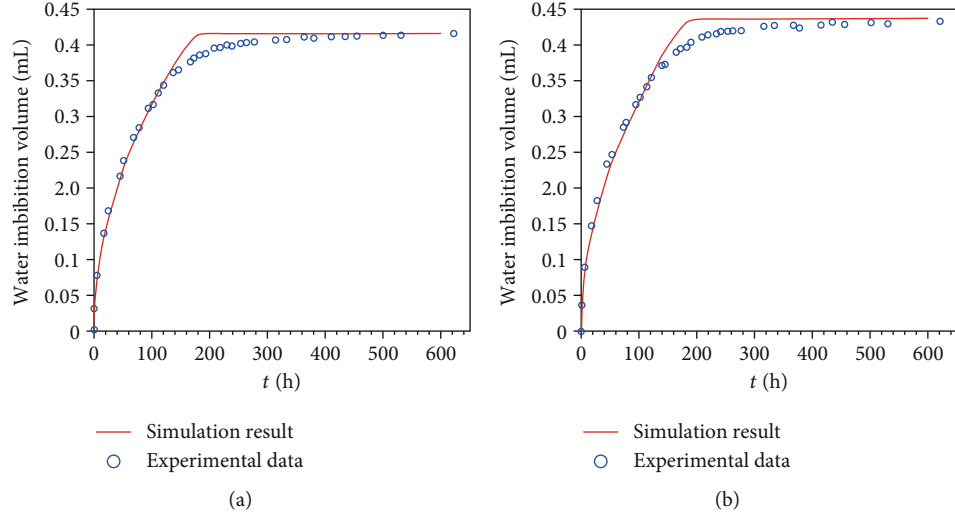 0.45
0.4
0.35
0.3
0.25
2.0
0.15
0.1
0.05
0
Water imbibition volume (mL)
0 100 200 300 400 500 600
t (h)
Simulation result
Experimental data
(a)
0.45
0.4
0.35
0.3
0.25
2.0
0.15
0.1
0.05
0
Water imbibition volume (mL)
0 100 200 300 400 500 600
t (h)
Simulation result
Experimental data
(b)